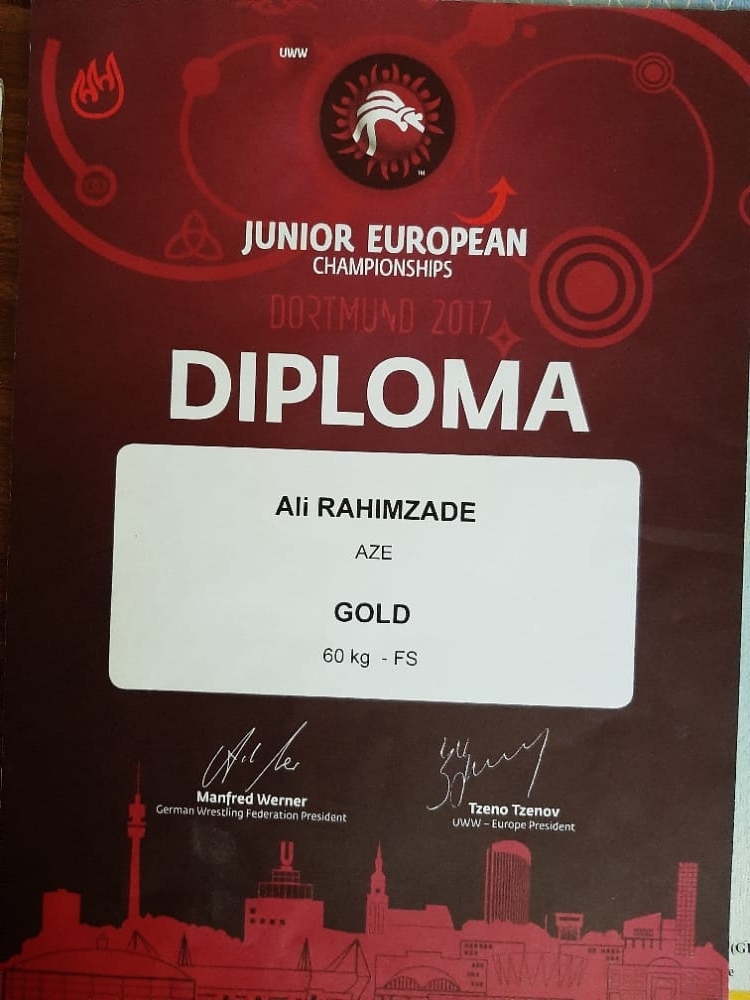 UWW
TM
JUNIOR EUROPEAN
CHAMPIONSHIPS
DORTMUND 2017
DIPLOMA
Ali RAHIMZADE
AZE
GOLD
60 kg - FS
Manfred Werner
German Wrestling Federation President
Tzeno Tzenov
UWW – Europe President
U